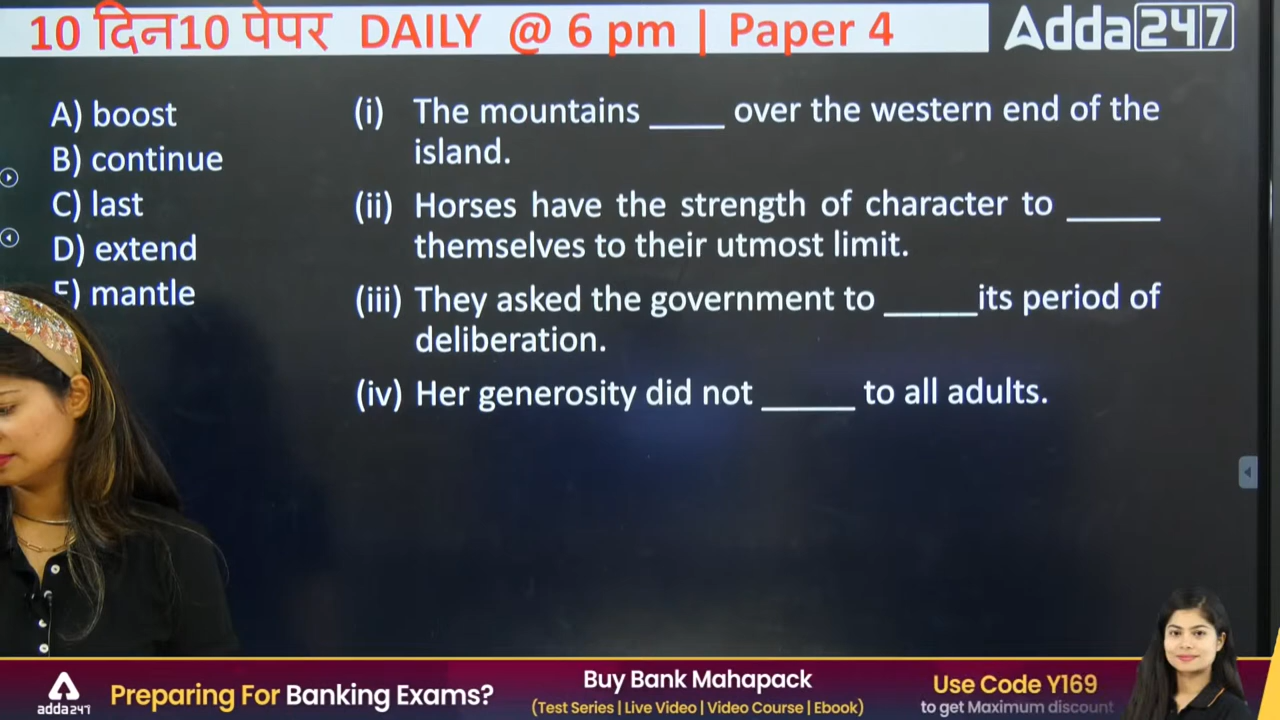 10 दिन10 पेपर DAILY @ 6 pm | Paper 4
Adda247
A) boost
B) continue
C) last
D) extend
E) mantle
(i) The mountains ____ over the western end of the
island.
(ii) Horses have the strength of character to _____
themselves to their utmost limit.
(iii) They asked the government to _____its period of
deliberation.
(iv) Her generosity did not _____ to all adults.
adda247
Preparing For Banking Exams?
Buy Bank Mahapack
(Test Series | Live Video | Video Course | Ebook)
Use Code Y169
to get Maximum discount